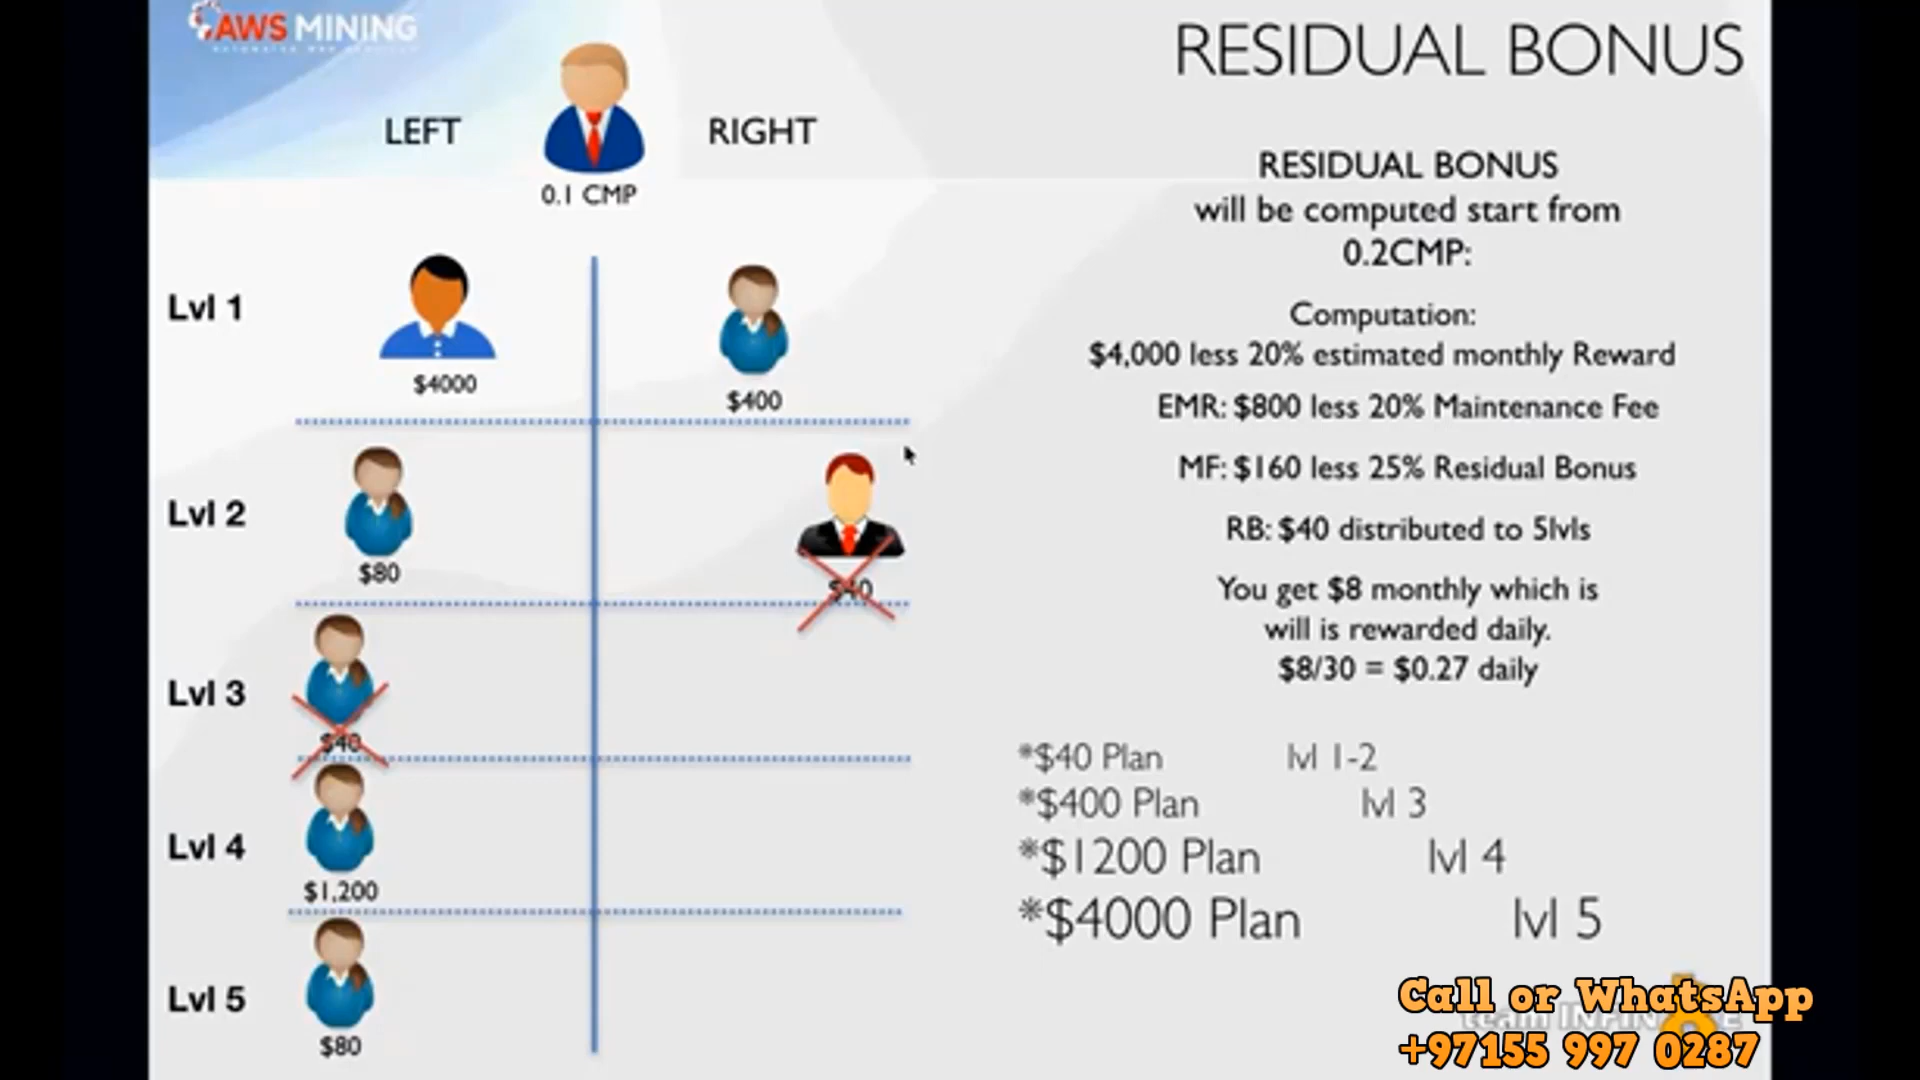 AWS MINING
RESIDUAL BONUS
LEFT
RIGHT
0.1 CMP
Lvl 1
$4000
$400
Lvl 2
$80
$40
Lvl 3
$40
Lvl 4
$1,200
Lvl 5
$80
RESIDUAL BONUS
will be computed start from
0.2CMP:
Computation:
$4,000 less 20% estimated monthly Reward
EMR: $800 less 20% Maintenance Fee
MF: $160 less 25% Residual Bonus
RB: $40 distributed to 5lvls
You get $8 monthly which is
will is rewarded daily.
$8/30 = $0.27 daily
*$40 Plan lvl 1-2
*$400 Plan lvl 3
*$1200 Plan lvl 4
*$4000 Plan lvl 5
Call or WhatsApp
+97155 997 0287